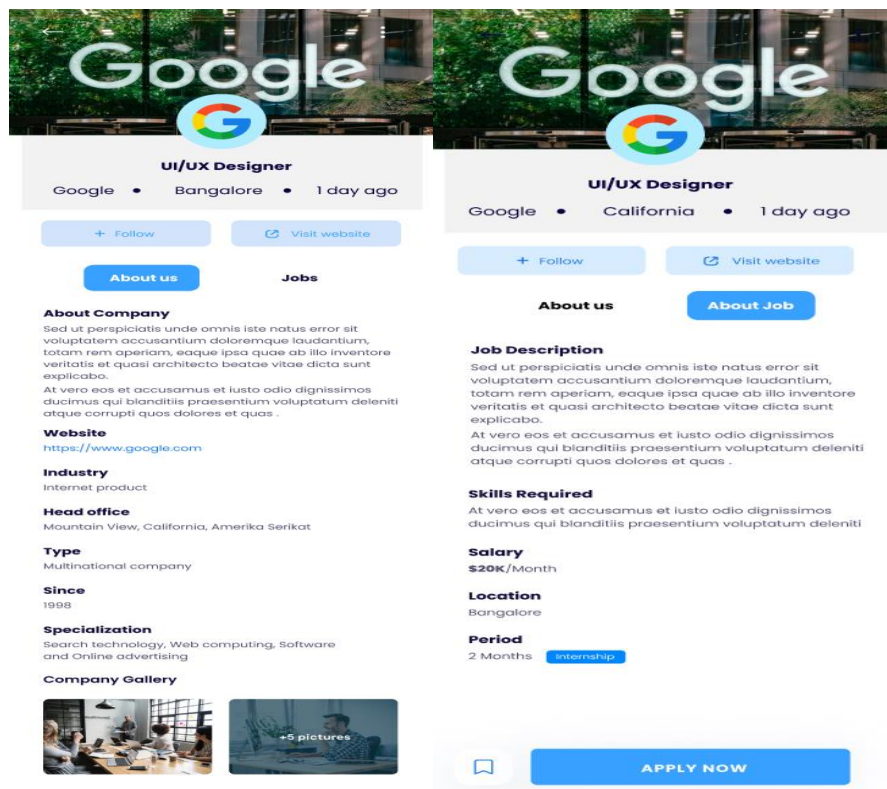 Google
G
UI/UX Designer
Google • Bangalore • 1 day ago
+ Follow
Visit website
About us
Jobs
About Company
Sed ut perspiciatis unde omnis iste natus error sit
voluptatem accusantium doloremque laudantium,
totam rem aperiam, eaque ipsa quae ab illo inventore
veritatis et quasi architecto beatae vitae dicta sunt
explicabo.
At vero eos et accusamus et iusto odio dignissimos
ducimus qui blanditiis praesentium voluptatum deleniti
atque corrupti quos dolores et quas .
Website
https://www.google.com
Industry
Internet product
Head office
Mountain View, California, Amerika Serikat
Type
Multinational company
Since
1998
Specialization
Search technology, Web computing, Software
and Online advertising
Company Gallery
+5 pictures
Google
G
UI/UX Designer
Google • California • 1 day ago
+ Follow
Visit website
About us
About Job
Job Description
Sed ut perspiciatis unde omnis iste natus error sit
voluptatem accusantium doloremque laudantium,
totam rem aperiam, eaque ipsa quae ab illo inventore
veritatis et quasi architecto beatae vitae dicta sunt
explicabo.
At vero eos et accusamus et iusto odio dignissimos
ducimus qui blanditiis praesentium voluptatum deleniti
atque corrupti quos dolores et quas .
Skills Required
At vero eos et accusamus et iusto odio dignissimos
ducimus qui blanditiis praesentium voluptatum deleniti
Salary
$20K/Month
Location
Bangalore
Period
2 Months Internship
APPLY NOW